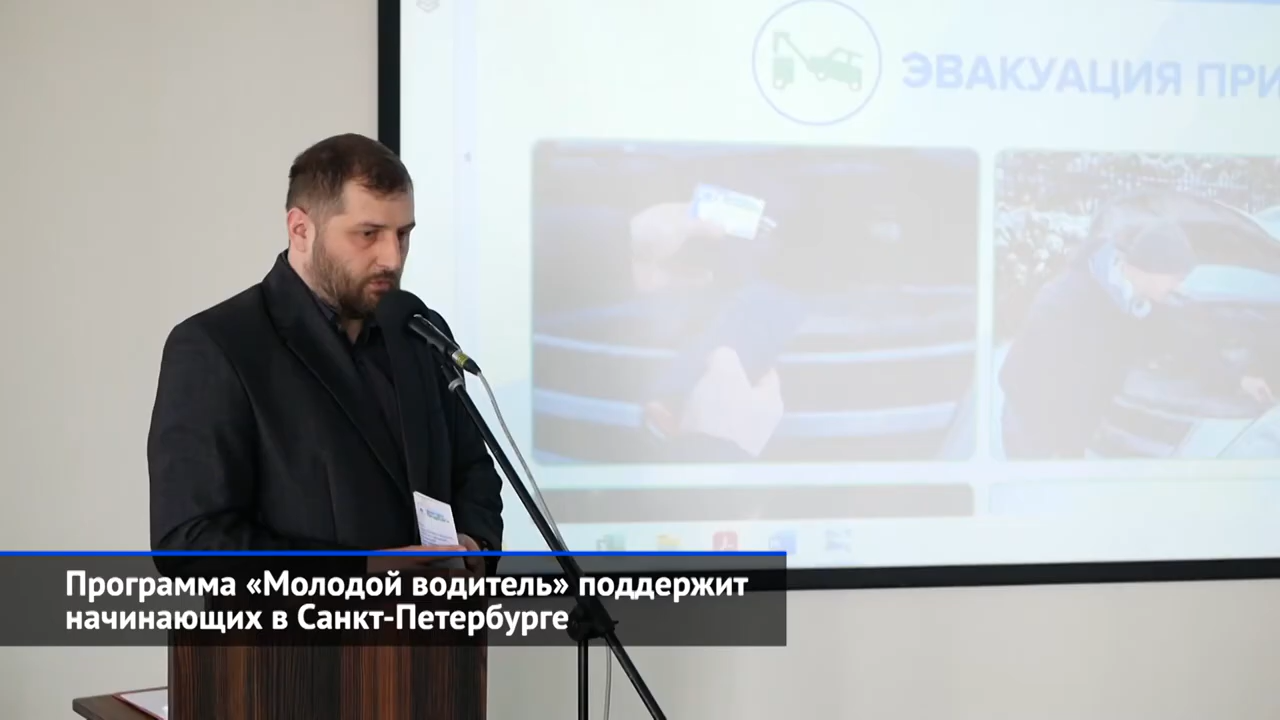 ЭВАКУАЦИЯ ПРИ
Программа «Молодой водитель» поддержит
начинающих в Санкт-Петербурге